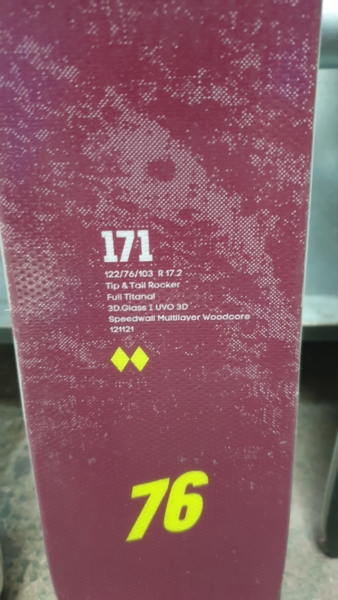 171
122/76/103 R 17.2
Tip & Tail Rocker
Full Titanal
3D.Glass I UVO 3D
Speedwall Multilayer Woodcore
121121
76